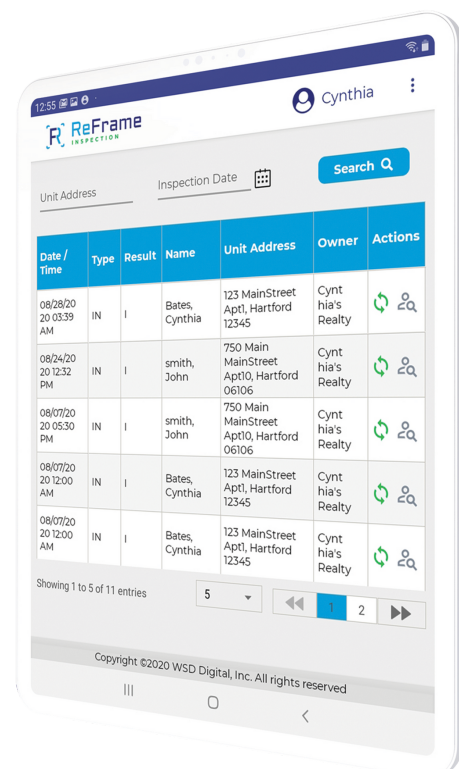 12:55
Cynthia
ReFrame
INSPECTION
Unit Address
Inspection Date
Search
Date / Time Type Result Name Unit Address Owner Actions
08/28/20
20 03:39
AM
IN
I
Bates,
Cynthia
123 MainStreet
Apt1, Hartford
12345
Cynt
hia's
Realty
08/24/20
20 12:32
PM
IN
I
smith,
John
750 Main
MainStreet
Apt10, Hartford
06106
Cynt
hia's
Realty
08/07/20
20 05:30
PM
IN
I
smith,
John
750 Main
MainStreet
Apt10, Hartford
06106
Cynt
hia's
Realty
08/07/20
20 12:00
AM
IN
I
Bates,
Cynthia
123 MainStreet
Apt1, Hartford
12345
Cynt
hia's
Realty
08/07/20
20 12:00
AM
IN
I
Bates,
Cynthia
123 MainStreet
Apt1, Hartford
12345
Cynt
hia's
Realty
Showing 1 to 5 of 11 entries
5
1
2
Copyright ©2020 WSD Digital, Inc. All rights reserved